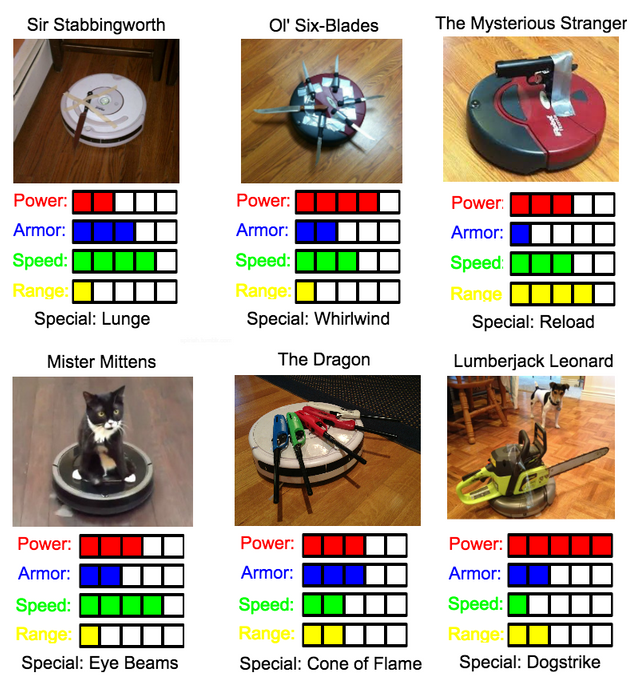 Sir Stabbingworth
Power:
Armor:
Speed:
Range:
Special: Lunge
Ol' Six-Blades
Power:
Armor:
Speed:
Range:
Special: Whirlwind
The Mysterious Stranger
Power:
Armor:
Speed:
Range:
Special: Reload
Mister Mittens
Power:
Armor:
Speed:
Range:
Special: Eye Beams
The Dragon
Power:
Armor:
Speed:
Range:
Special: Cone of Flame
Lumberjack Leonard
Power:
Armor:
Speed:
Range:
Special: Dogstrike